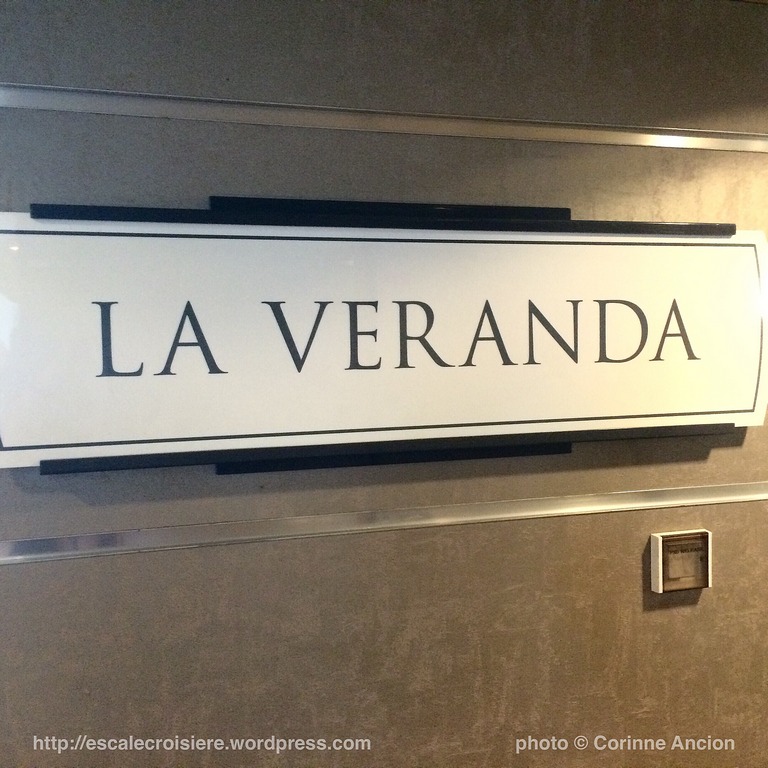 LA VERANDA
http://escalecroisiere.wordpress.com photo © Corinne Ancion